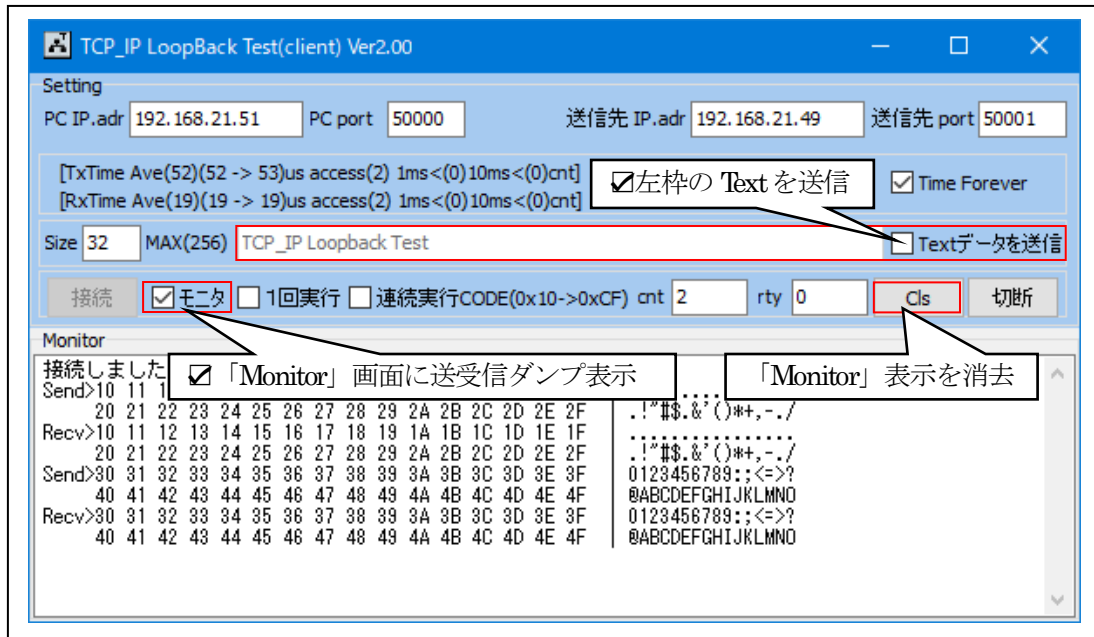 TCP_IP LoopBack Test(client) Ver2.00
Setting
PC IP.adr 192.168.21.51 PC port 50000 送信先 IP.adr 192.168.21.49 送信先 port 50001
[TxTime Ave(52)(52 -> 53)us access(2) 1ms<(0)10ms<(0)cnt]
[RxTime Ave(19)(19 -> 19)us access(2) 1ms<(0)10ms<(0)cnt]
☑左枠の Text を送信
Time Forever
Size 32 MAX(256) TCP_IP Loopback Test Textデータを送信
接続 モニタ 1回実行 連続実行CODE(0x10->0xCF) cnt 2 rty 0 Cls 切断
Monitor
接続しました
☑「Monitor」画面に送受信ダンプ表示
「Monitor」表示を消去
Send>10 11
20 21 22 23 24 25 26 27 28 29 2A 2B 2C 2D 2E 2F | .!"#$.&'()*+,-./
Recv>10 11 12 13 14 15 16 17 18 19 1A 1B 1C 1D 1E 1F | ................
20 21 22 23 24 25 26 27 28 29 2A 2B 2C 2D 2E 2F | .!"#$.&'()*+,-./
Send>30 31 32 33 34 35 36 37 38 39 3A 3B 3C 3D 3E 3F | 0123456789:;<=>?
40 41 42 43 44 45 46 47 48 49 4A 4B 4C 4D 4E 4F | @ABCDEFGHIJKLMNO
Recv>30 31 32 33 34 35 36 37 38 39 3A 3B 3C 3D 3E 3F | 0123456789:;<=>?
40 41 42 43 44 45 46 47 48 49 4A 4B 4C 4D 4E 4F | @ABCDEFGHIJKLMNO